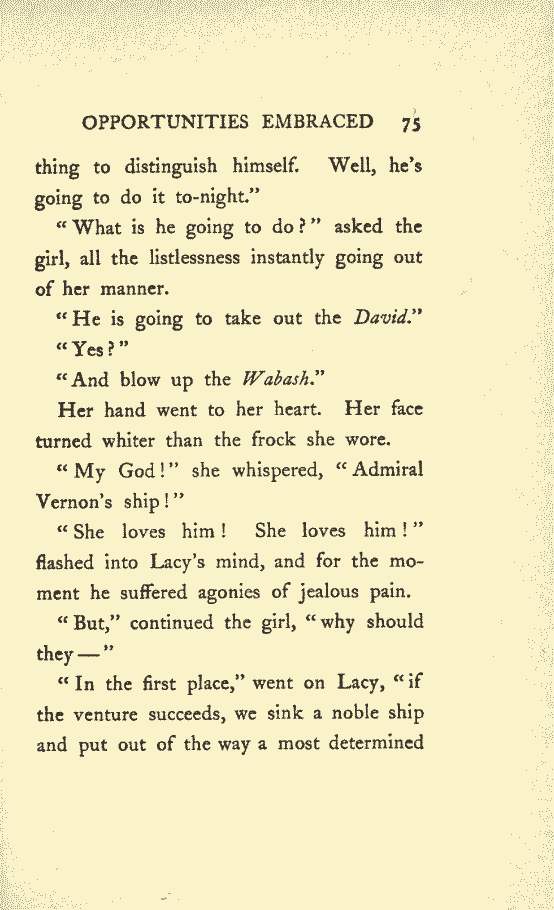 OPPORTUNITIES EMBRACED 75
thing to distinguish himself. Well, he's
going to do it to-night."
"What is he going to do?" asked the
girl, all the listlessness instantly going out
of her manner.
"He is going to take out the David."
"Yes?"
"And blow up the Wabash."
Her hand went to her heart. Her face
turned whiter than the frock she wore.
"My God!" she whispered, "Admiral
Vernon's ship!"
"She loves him! She loves him!"
flashed into Lacy's mind, and for the mo-
ment he suffered agonies of jealous pain.
"But," continued the girl, "why should
they—"
"In the first place," went on Lacy, "if
the venture succeeds, we sink a noble ship
and put out of the way a most determined